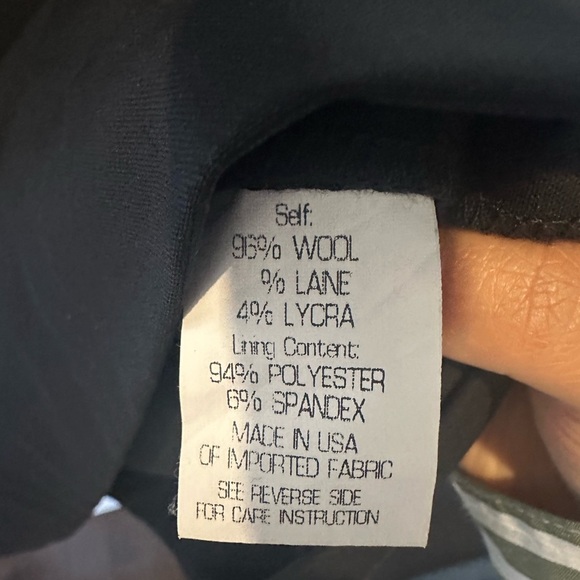 Self:
96% WOOL
% LAINE
4% LYCRA
Lining Content:
94% POLYESTER
6% SPANDEX
MADE IN USA
OF IMPORTED FABRIC
SEE REVERSE SIDE
FOR CARE INSTRUCTION